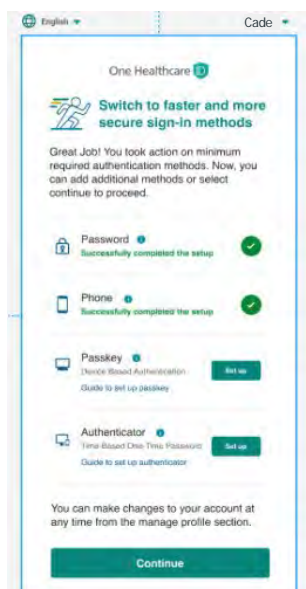 English
Cade
One Healthcare ID
Switch to faster and more
secure sign-in methods
Great Job! You took action on minimum
required authentication methods. Now, you
can add additional methods or select
continue to proceed.
Password
Successfully completed the setup
Phone
Successfully completed the setup
Passkey
Device Based Authentication
Set up
Guide to set up passkey
Authenticator
Time Based One Time Password
Set up
Guide to set up authenticator
You can make changes to your account at
any time from the manage profile section.
Continue